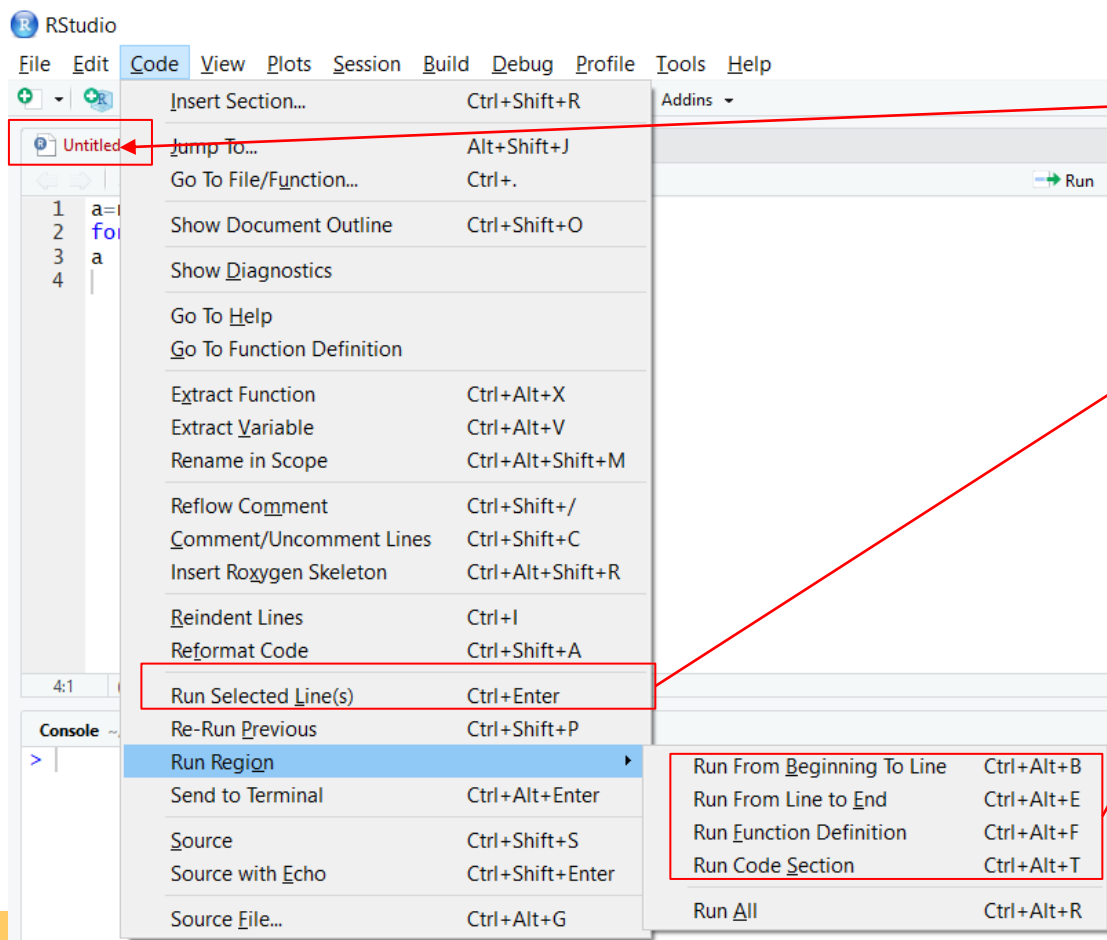 RStudio
File Edit Code View Plots Session Build Debug Profile Tools Help
Addins
Untitled
Run
1 a=
2 for
3 a
4
4:1
Console ~
>
Insert Section... Ctrl+Shift+R
Jump To... Alt+Shift+J
Go To File/Function... Ctrl+.
Show Document Outline Ctrl+Shift+O
Show Diagnostics
Go To Help
Go To Function Definition
Extract Function Ctrl+Alt+X
Extract Variable Ctrl+Alt+V
Rename in Scope Ctrl+Alt+Shift+M
Reflow Comment Ctrl+Shift+/
Comment/Uncomment Lines Ctrl+Shift+C
Insert Roxygen Skeleton Ctrl+Alt+Shift+R
Reindent Lines Ctrl+I
Reformat Code Ctrl+Shift+A
Run Selected Line(s) Ctrl+Enter
Re-Run Previous Ctrl+Shift+P
Run Region
Send to Terminal Ctrl+Alt+Enter
Source Ctrl+Shift+S
Source with Echo Ctrl+Shift+Enter
Source File... Ctrl+Alt+G
Run From Beginning To Line Ctrl+Alt+B
Run From Line to End Ctrl+Alt+E
Run Function Definition Ctrl+Alt+F
Run Code Section Ctrl+Alt+T
Run All Ctrl+Alt+R